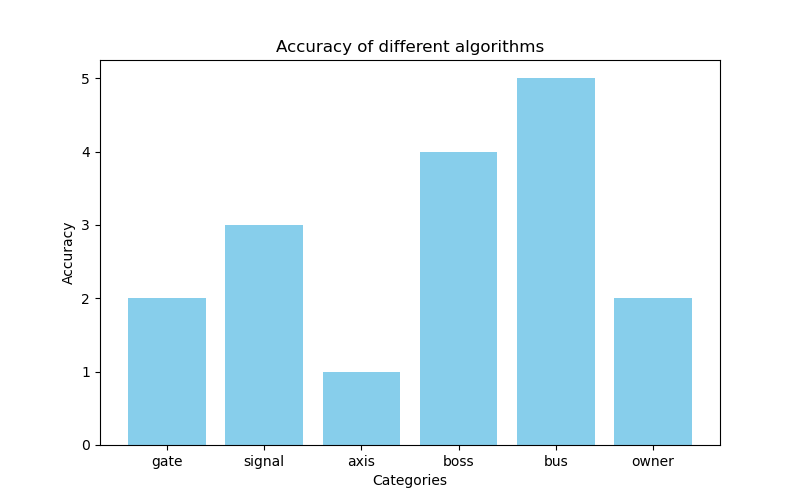 Accuracy of different algorithms
Accuracy
5
4
3
2
1
0
gate signal axis boss bus owner
Categories